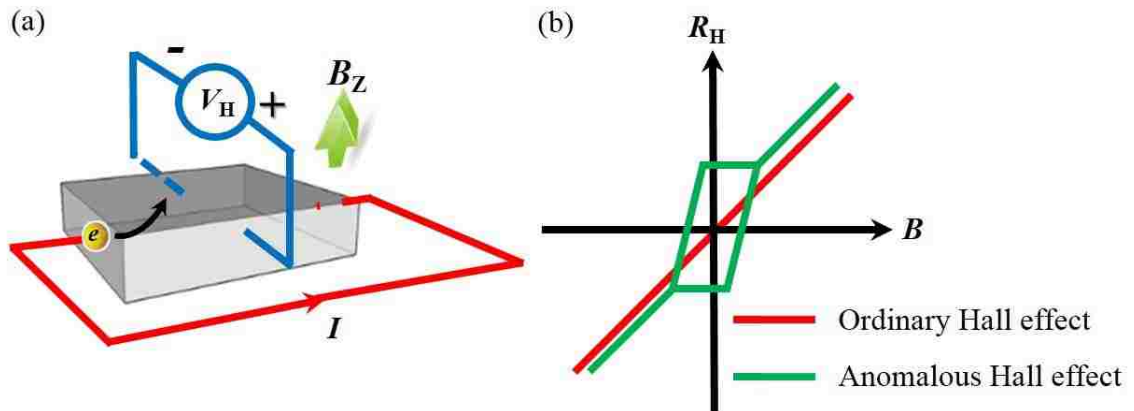 (a)
-
V_H
+
B_Z
e
I
(b)
R_H
B
Ordinary Hall effect
Anomalous Hall effect